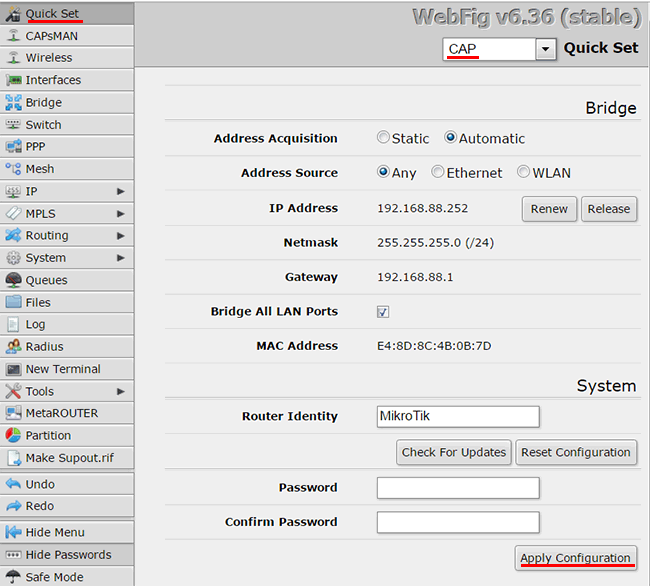 Quick Set
CAPsMAN
Wireless
Interfaces
Bridge
Switch
PPP
Mesh
IP
MPLS
Routing
System
Queues
Files
Log
Radius
New Terminal
Tools
MetaROUTER
Partition
Make Supout.rif
Undo
Redo
Hide Menu
Hide Passwords
Safe Mode
WebFig v6.36 (stable)
CAP Quick Set
Bridge
Address Acquisition Static Automatic
Address Source Any Ethernet WLAN
IP Address 192.168.88.252 Renew Release
Netmask 255.255.255.0 (/24)
Gateway 192.168.88.1
Bridge All LAN Ports
MAC Address E4:8D:8C:4B:0B:7D
System
Router Identity MikroTik
Check For Updates Reset Configuration
Password
Confirm Password
Apply Configuration